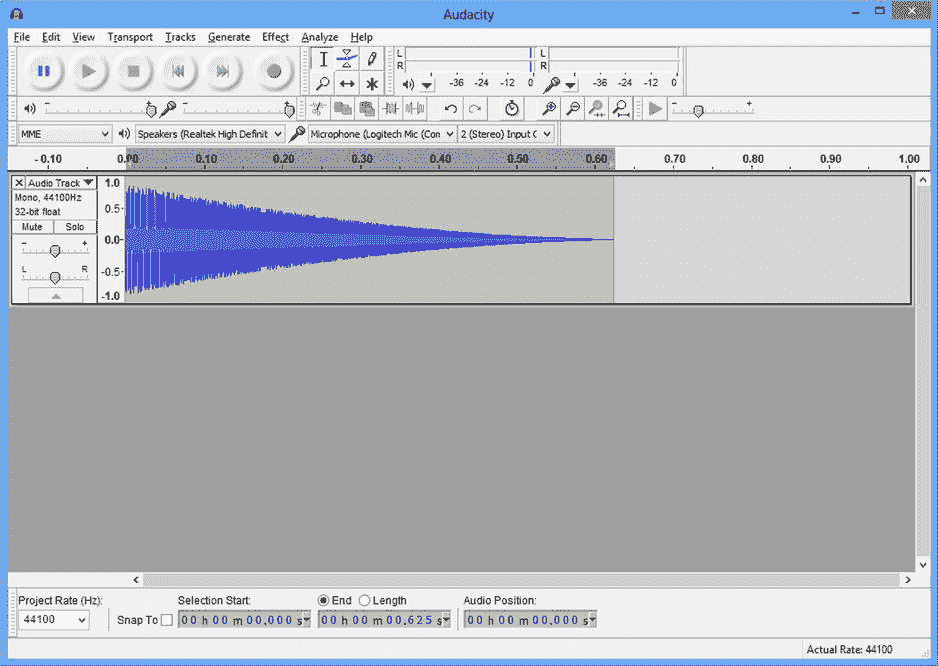 Audacity
File Edit View Transport Tracks Generate Effect Analyze Help
L L
R R
-36 -24 -12 0 -36 -24 -12 0
- + - + - +
MME Speakers (Realtek High Definit Microphone (Logitech Mic (Con 2 (Stereo) Input C
-0.10 0.00 0.10 0.20 0.30 0.40 0.50 0.60 0.70 0.80 0.90 1.00
Audio Track 1.0
Mono, 44100Hz
32-bit float 0.5
Mute Solo
- + 0.0
L R -0.5
-1.0
Project Rate (Hz): Selection Start: End Length Audio Position:
44100 Snap To 00 h 00 m 00.000 s 00 h 00 m 00.625 s 00 h 00 m 00.000 s
Actual Rate: 44100